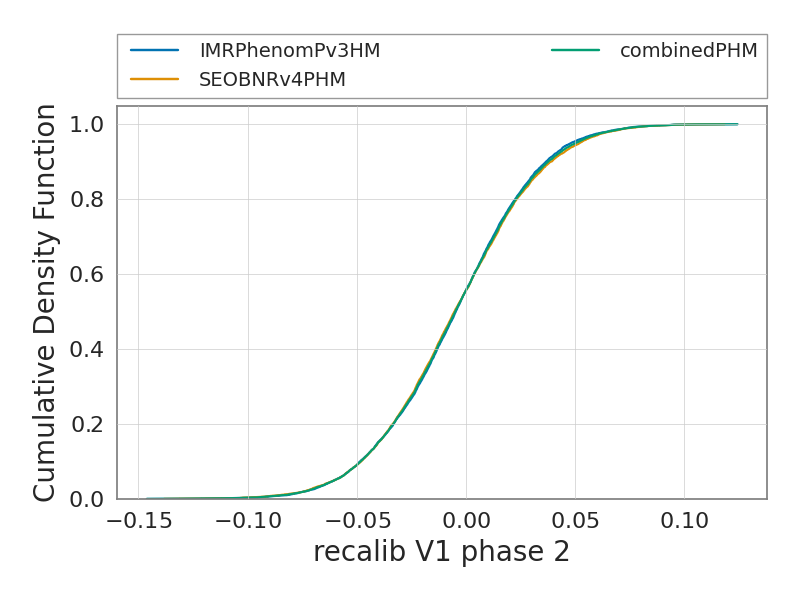 IMRPhenomPv3HM
SEOBNRv4PHM
combinedPHM
Cumulative Density Function
1.0
0.8
0.6
0.4
0.2
0.0
−0.15 −0.10 −0.05 0.00 0.05 0.10
recalib V1 phase 2